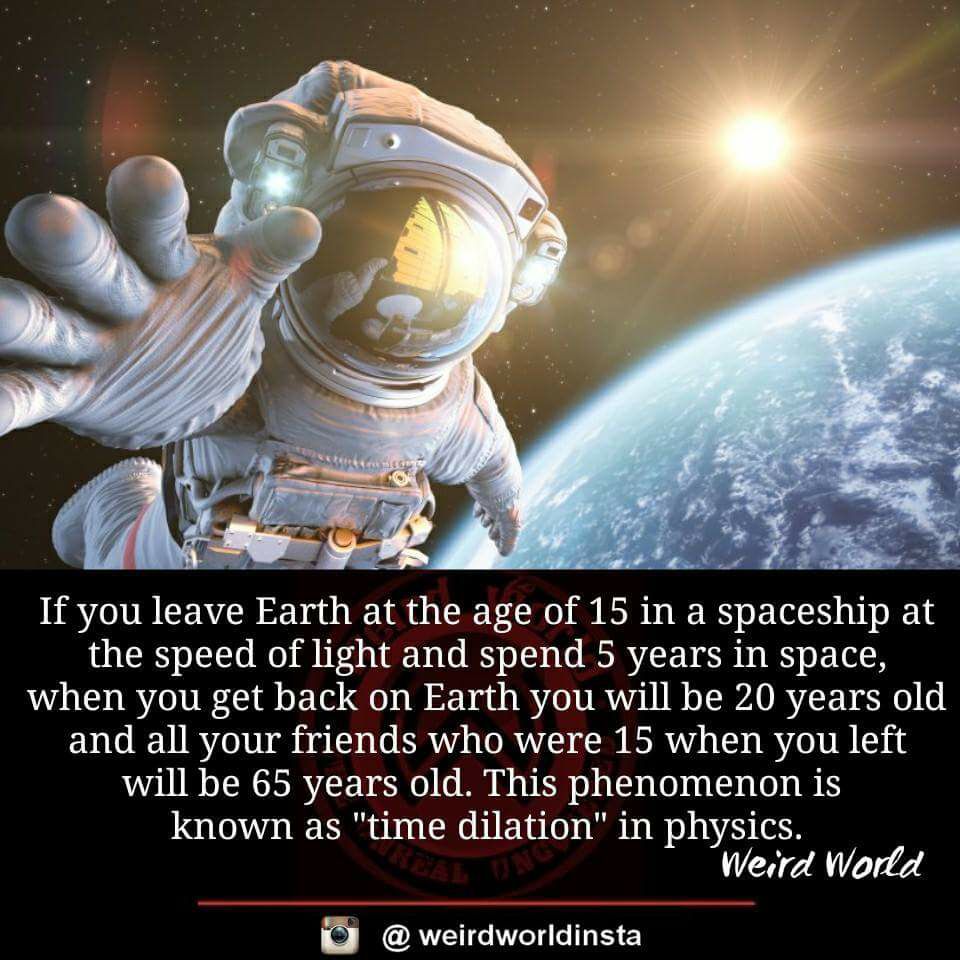 If you leave Earth at the age of 15 in a spaceship at
the speed of light and spend 5 years in space,
when you get back on Earth you will be 20 years old
and all your friends who were 15 when you left
will be 65 years old. This phenomenon is
known as "time dilation" in physics.
Weird World
@ weirdworldinsta